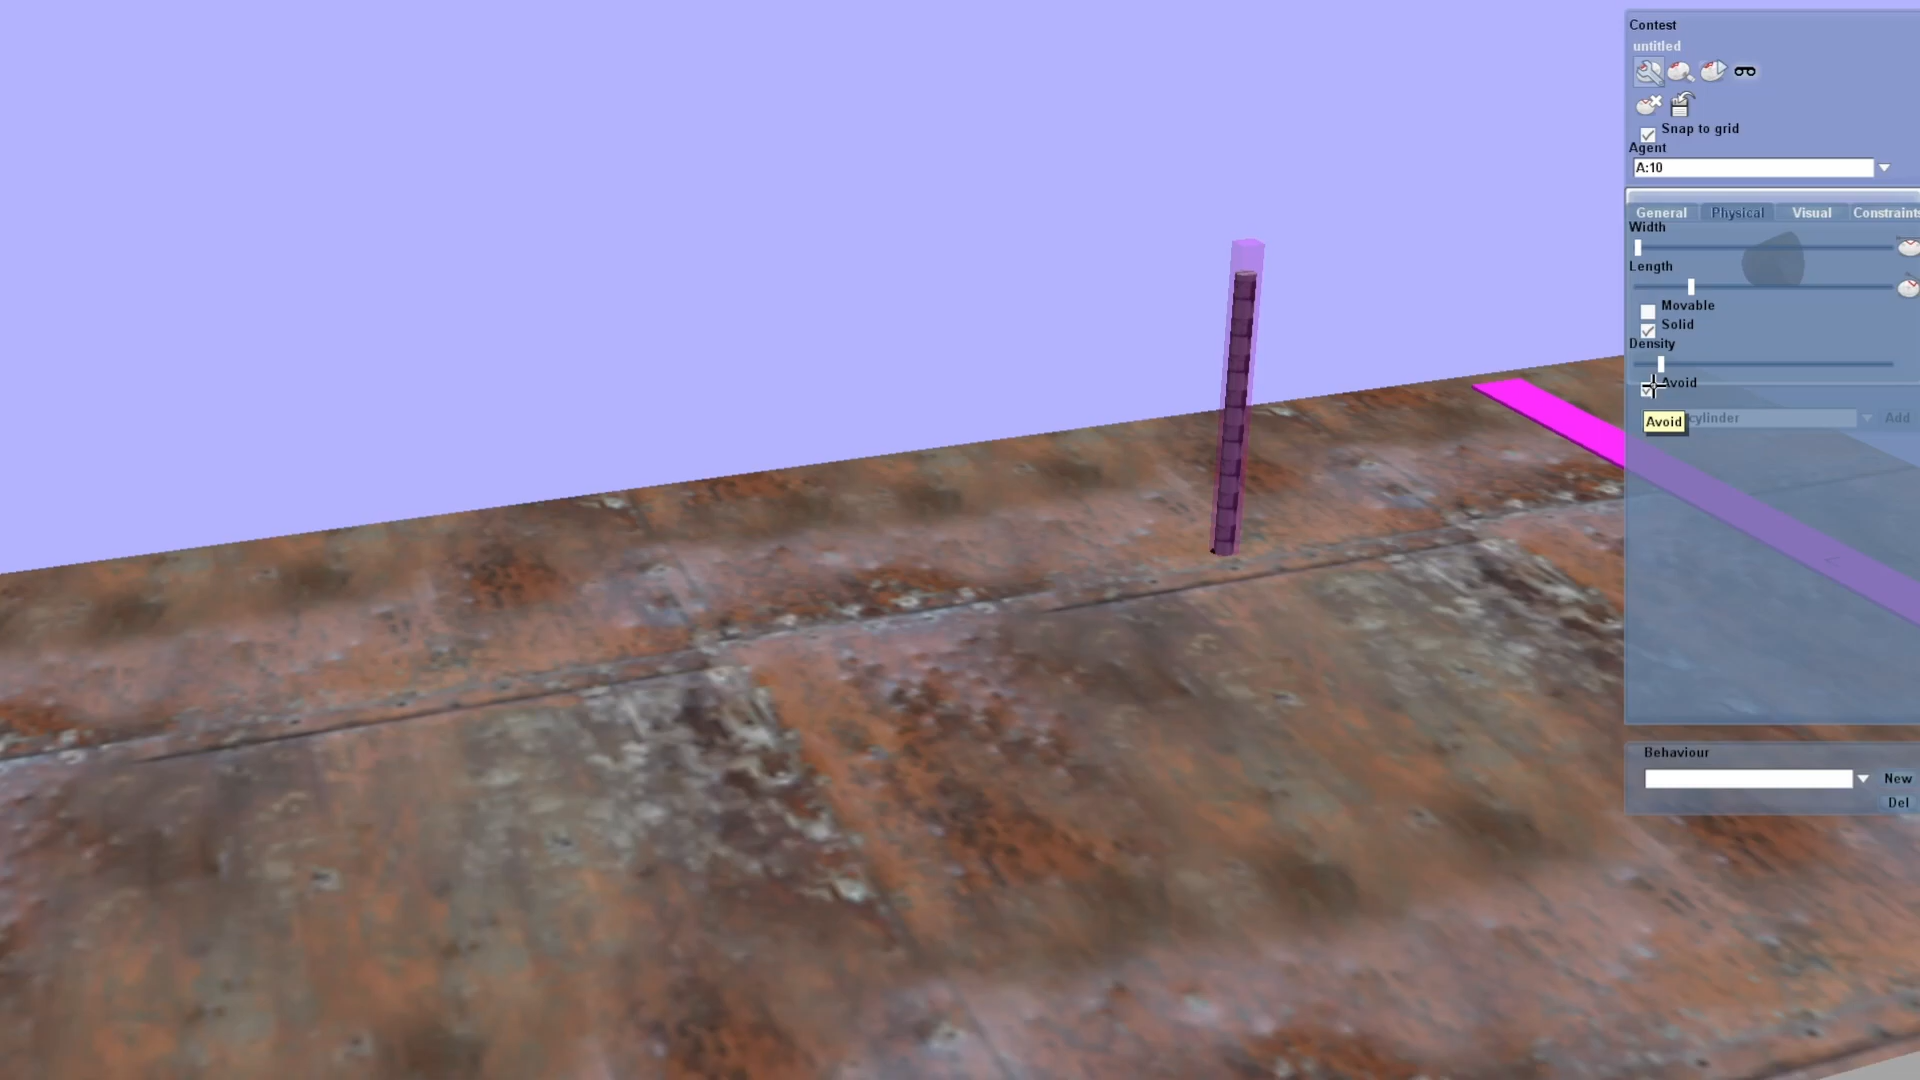 Contest
untitled
Snap to grid
Agent
A:10
General Physical Visual Constraints
Width
Length
Movable
Solid
Density
Avoid
cylinder Add
Avoid
Behaviour
New
Del